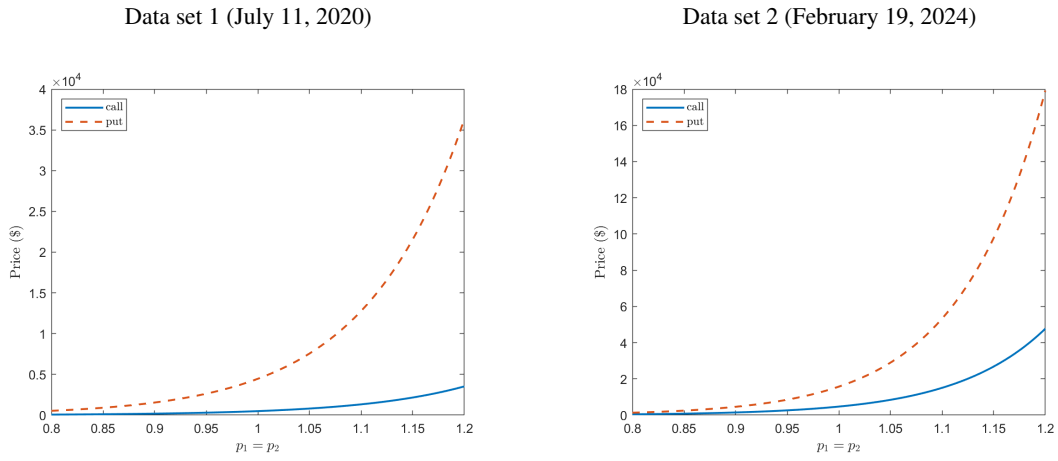 Data set 1 (July 11, 2020)
×10⁴
4
3.5
3
2.5
2
1.5
1
0.5
0
Price ($)
call
put
0.8 0.85 0.9 0.95 1 1.05 1.1 1.15 1.2
p₁ = p₂
Data set 2 (February 19, 2024)
×10⁴
18
16
14
12
10
8
6
4
2
0
Price ($)
call
put
0.8 0.85 0.9 0.95 1 1.05 1.1 1.15 1.2
p₁ = p₂